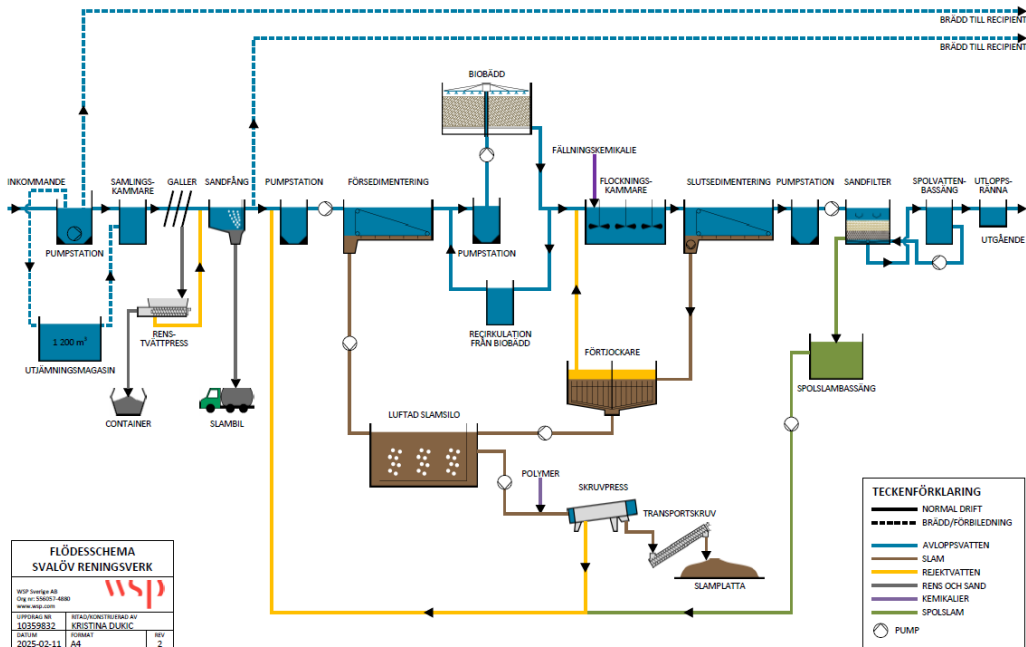 BRÄDD TILL RECIPIENT
BRÄDD TILL RECIPIENT
BIOBÄDD
FÄLLNINGSKEMIKALIE
INKOMMANDE
SAMLINGS-
KAMMARE
GALLER
SANDFÅNG
PUMPSTATION
FÖRSEDIMENTERING
FLOCKNINGS-
KAMMARE
SLUTSEDIMENTERING
PUMPSTATION
SANDFILTER
SPOLVATTEN-
BASSÄNG
UTLOPPS-
RÄNNA
PUMPSTATION
PUMPSTATION
UTGÅENDE
1 200 m³
UTJÄMNINGSMAGASIN
RENS-
TVÄTTPRESS
RECIRKULATION
FRÅN BIOBÄDD
FÖRTJOCKARE
SPOLSLAMBASSÄNG
CONTAINER
SLAMBIL
LUFTAD SLAMSILO
POLYMER
SKRUVPRESS
TRANSPORTSKRUV
SLAMPLATTA
TECKENFÖRKLARING
NORMAL DRIFT
BRÄDD/FÖRBILEDNING
AVLOPPSVATTEN
SLAM
REJEKTVATTEN
RENS OCH SAND
KEMIKALIER
SPOLSLAM
PUMP
FLÖDESSCHEMA
SVALÖV RENINGSVERK
WSP Sverige AB
Org nr: 556057-4880
www.wsp.com
wsp
UPPDRAG NR
RITAD/KONSTRUERAD AV
10359832
KRISTINA DUKIC
DATUM
FORMAT
REV
2025-02-11
A4
2